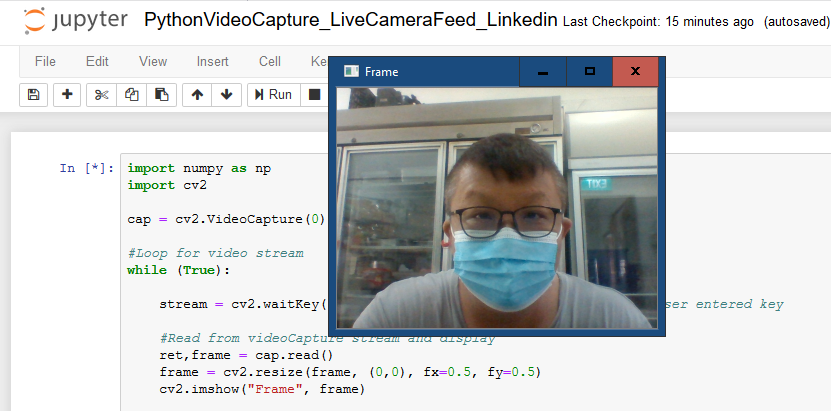 jupyter PythonVideoCapture_LiveCameraFeed_Linkedin Last Checkpoint: 15 minutes ago (autosaved)
File Edit View Insert Cell Ke
Frame
Run
In [*]: import numpy as np
import cv2
cap = cv2.VideoCapture(0)
#Loop for video stream
while (True):
stream = cv2.waitKey( ser entered key
#Read from videoCapture stream and display
ret,frame = cap.read()
frame = cv2.resize(frame, (0,0), fx=0.5, fy=0.5)
cv2.imshow("Frame", frame)
EXIT